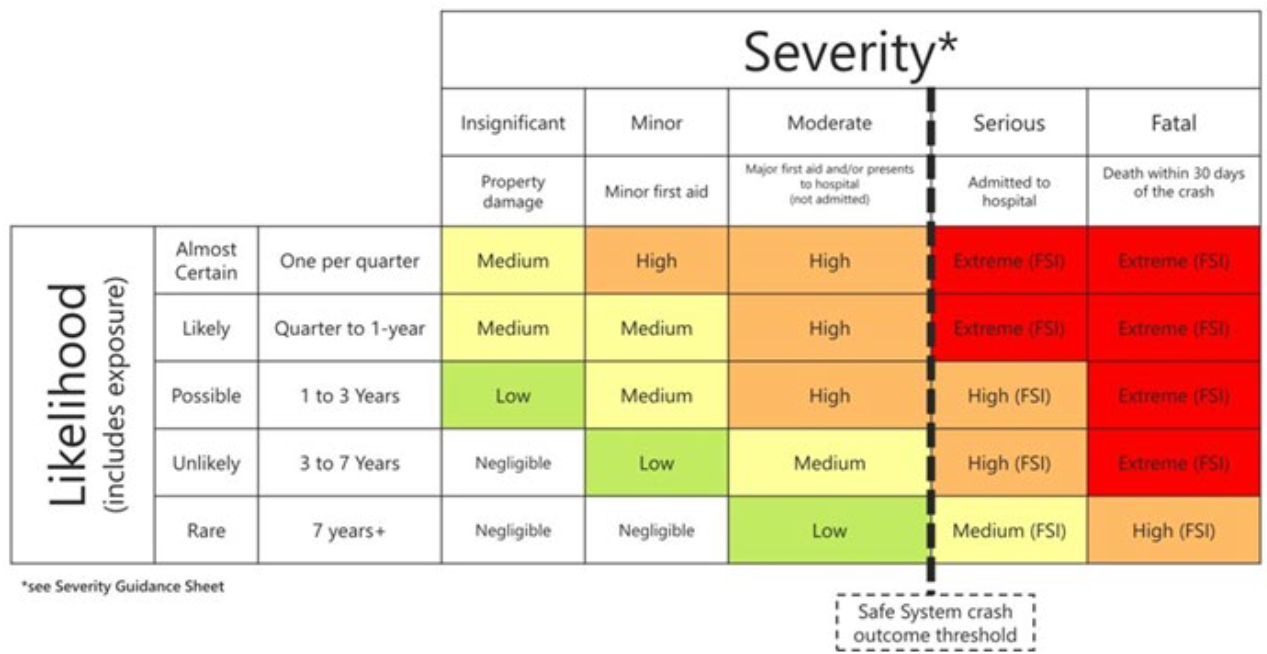 Severity*
Insignificant Minor Moderate Serious Fatal
Property
damage
Minor first aid
Major first aid and/or presents
to hospital
(not admitted)
Admitted to
hospital
Death within 30 days
of the crash
Likelihood
(includes exposure)
Almost
Certain
One per quarter Medium High High Extreme (FSI) Extreme (FSI)
Likely Quarter to 1-year Medium Medium High Extreme (FSI) Extreme (FSI)
Possible 1 to 3 Years Low Medium High High (FSI) Extreme (FSI)
Unlikely 3 to 7 Years Negligible Low Medium High (FSI) Extreme (FSI)
Rare 7 years+ Negligible Negligible Low Medium (FSI) High (FSI)
*see Severity Guidance Sheet
Safe System crash
outcome threshold